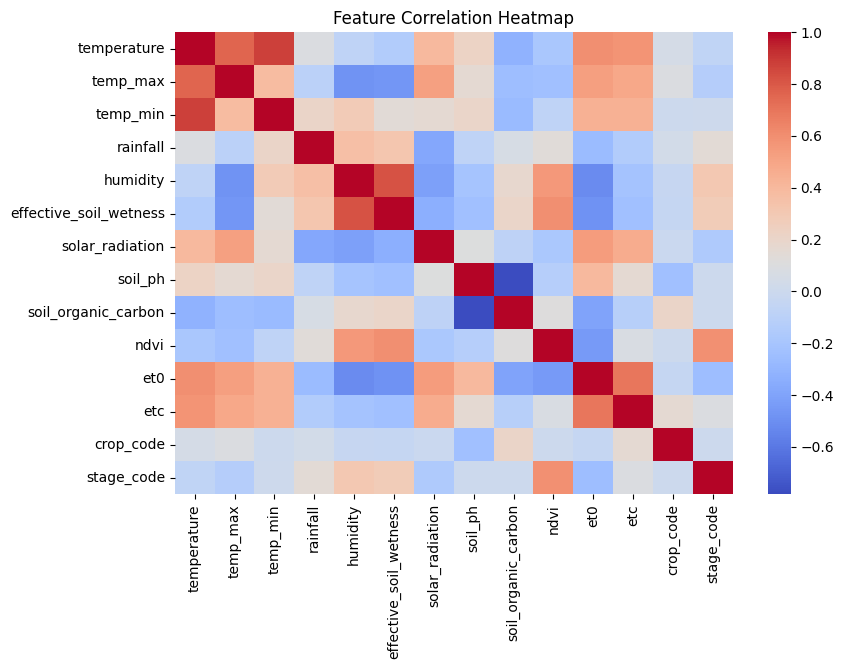 Feature Correlation Heatmap
temperature
temp_max
temp_min
rainfall
humidity
effective_soil_wetness
solar_radiation
soil_ph
soil_organic_carbon
ndvi
et0
etc
crop_code
stage_code
temperature
temp_max
temp_min
rainfall
humidity
effective_soil_wetness
solar_radiation
soil_ph
soil_organic_carbon
ndvi
et0
etc
crop_code
stage_code
1.0
0.8
0.6
0.4
0.2
0.0
−0.2
−0.4
−0.6